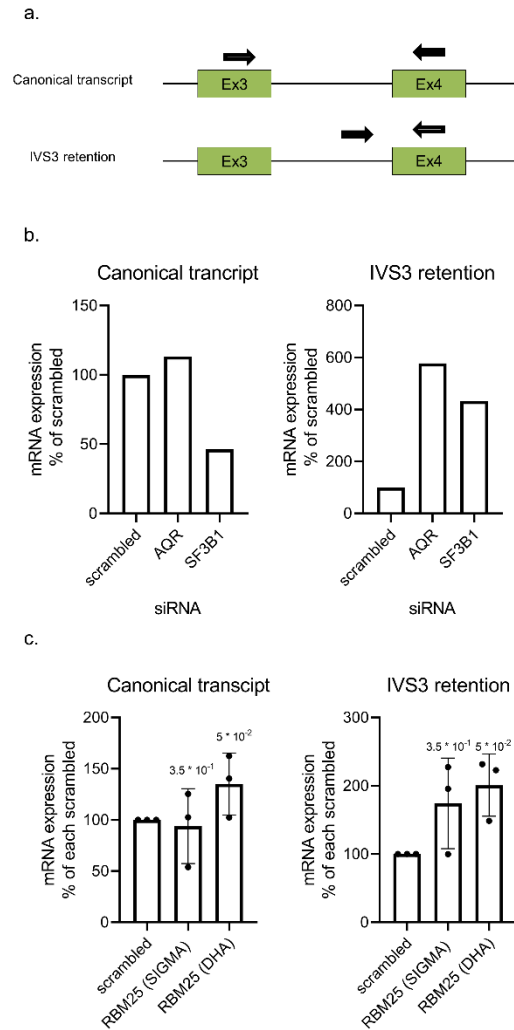 a.
Canonical transcript
Ex3
Ex4
IVS3 retention
Ex3
Ex4
b.
Canonical trancript
IVS3 retention
mRNA expression
% of scrambled
150
100
50
0
scrambled
AQR
SF3B1
siRNA
mRNA expression
% of scrambled
800
600
400
200
0
scrambled
AQR
SF3B1
siRNA
c.
Canonical transcipt
IVS3 retention
mRNA expression
% of each scrambled
200
150
100
50
0
3.5 * 10⁻¹
5 * 10⁻²
scrambled
RBM25 (SIGMA)
RBM25 (DHA)
mRNA expression
% of each scrambled
300
200
100
0
3.5 * 10⁻¹
5 * 10⁻²
scrambled
RBM25 (SIGMA)
RBM25 (DHA)